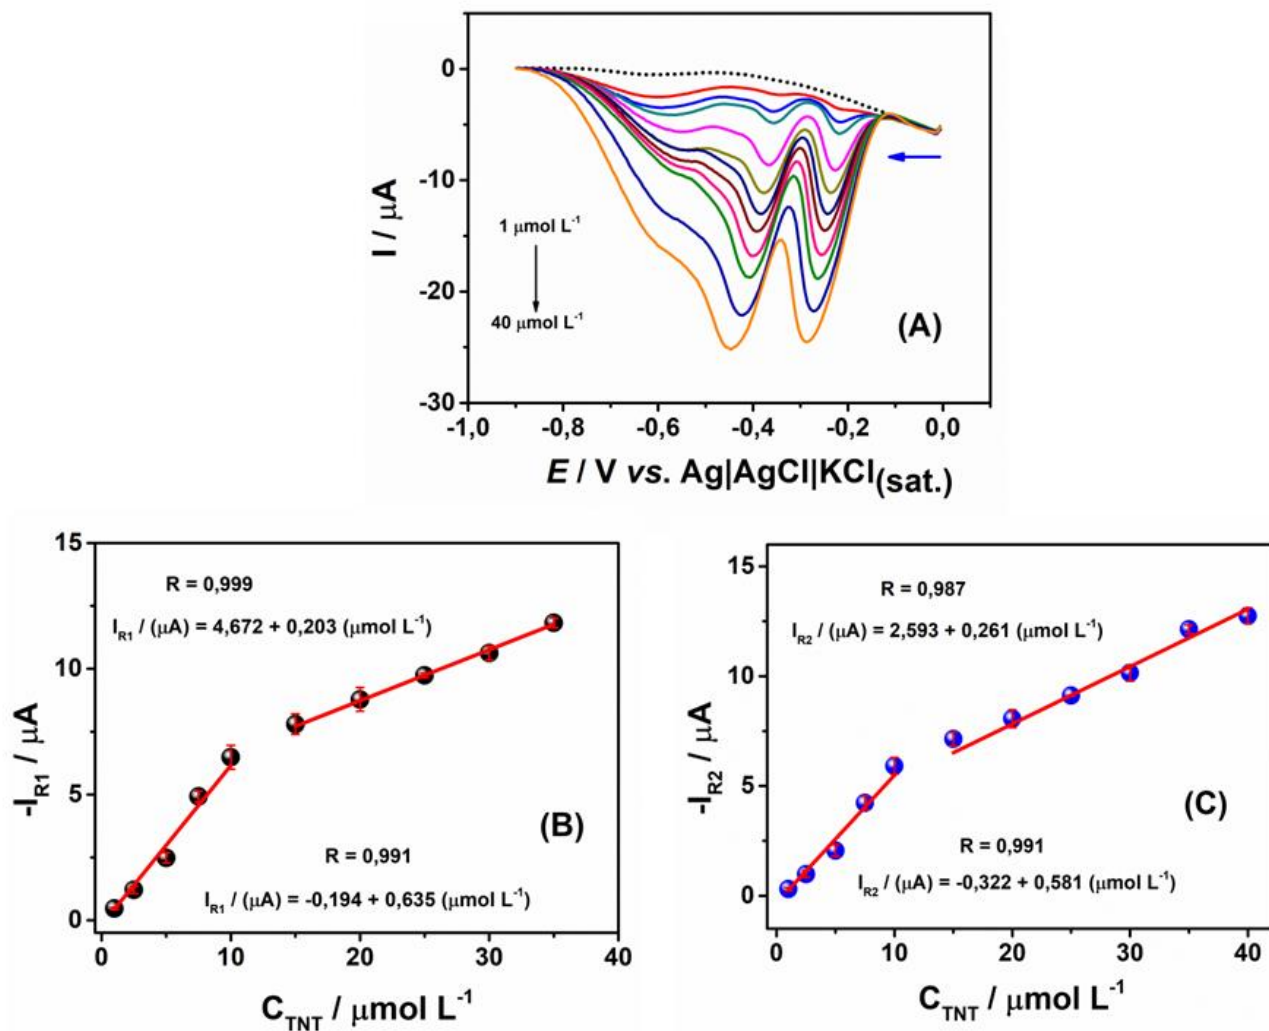 0
-10
-20
-30
I / μA
1 μmol L⁻¹
40 μmol L⁻¹
(A)
-1,0 -0,8 -0,6 -0,4 -0,2 0,0
E / V vs. Ag|AgCl|KCl(sat.)
15
10
5
0
-I_R1 / μA
R = 0,999
I_R1 / (μA) = 4,672 + 0,203 (μmol L⁻¹)
(B)
R = 0,991
I_R1 / (μA) = -0,194 + 0,635 (μmol L⁻¹)
0 10 20 30 40
C_TNT / μmol L⁻¹
15
10
5
0
-I_R2 / μA
R = 0,987
I_R2 / (μA) = 2,593 + 0,261 (μmol L⁻¹)
(C)
R = 0,991
I_R2 / (μA) = -0,322 + 0,581 (μmol L⁻¹)
0 10 20 30 40
C_TNT / μmol L⁻¹